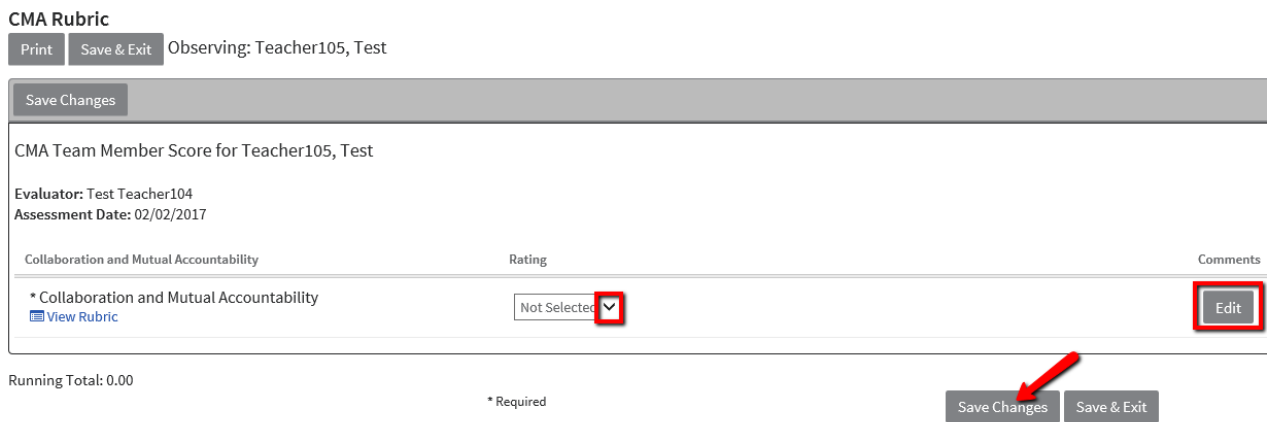 CMA Rubric
Print Save & Exit Observing: Teacher105, Test
Save Changes
CMA Team Member Score for Teacher105, Test
Evaluator: Test Teacher104
Assessment Date: 02/02/2017
Collaboration and Mutual Accountability Rating Comments
* Collaboration and Mutual Accountability Not Selected Edit
View Rubric
Running Total: 0.00
* Required Save Changes Save & Exit